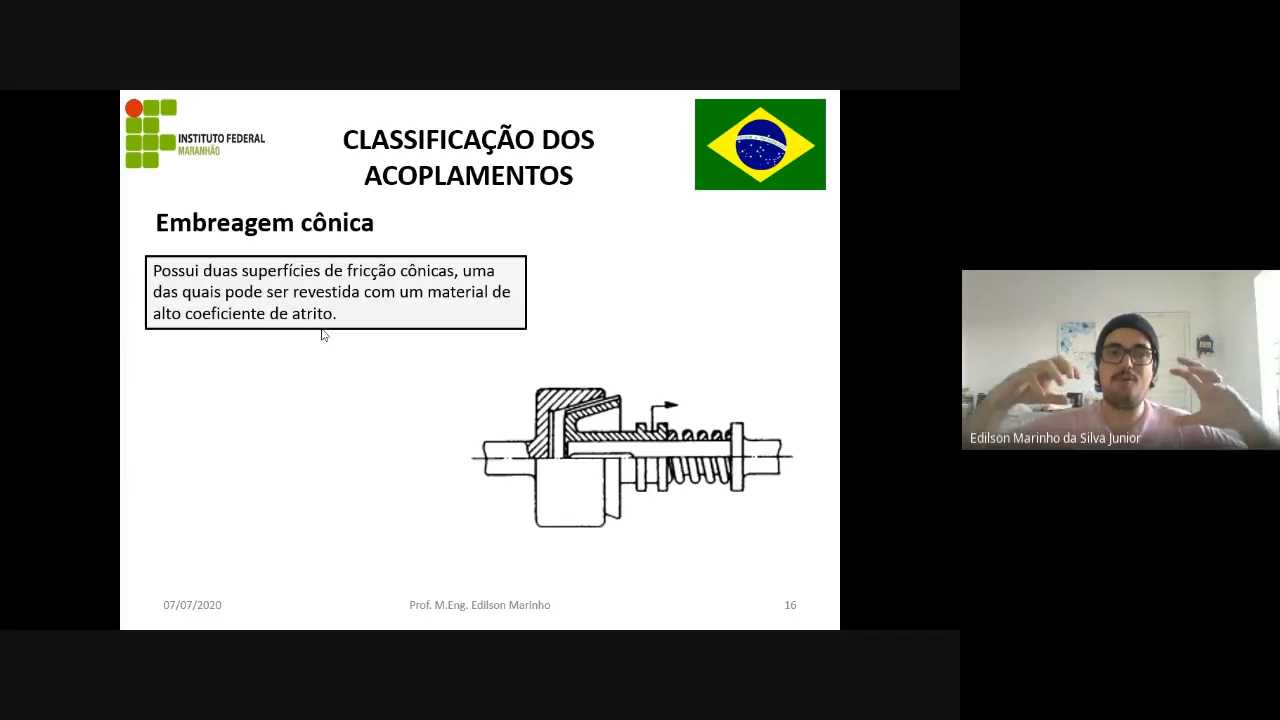 INSTITUTO FEDERAL
MARANHÃO
CLASSIFICAÇÃO DOS
ACOPLAMENTOS
Embreagem cônica
Possui duas superfícies de fricção cônicas, uma
das quais pode ser revestida com um material de
alto coeficiente de atrito.
Edilson Marinho da Silva Junior
07/07/2020
Prof. M.Eng. Edilson Marinho
16